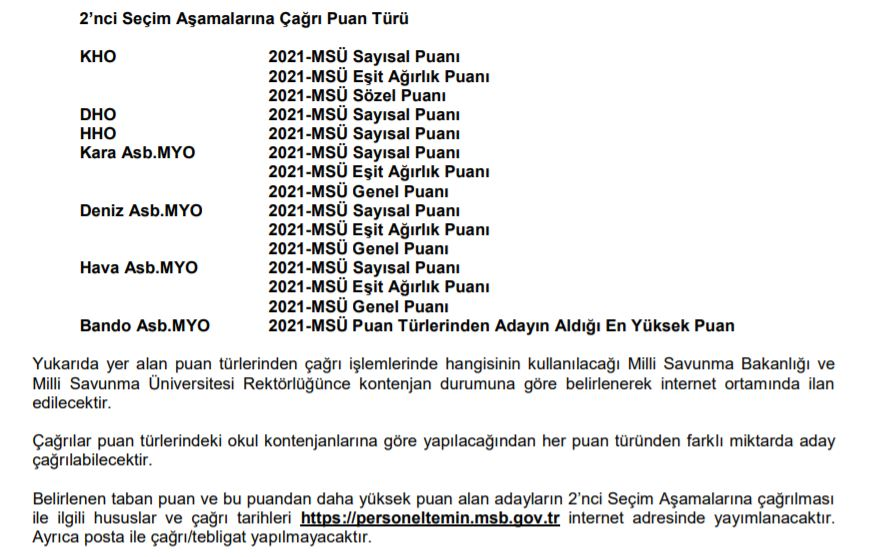 2’nci Seçim Aşamalarına Çağrı Puan Türü
KHO 2021-MSÜ Sayısal Puanı
2021-MSÜ Eşit Ağırlık Puanı
2021-MSÜ Sözel Puanı
DHO 2021-MSÜ Sayısal Puanı
HHO 2021-MSÜ Sayısal Puanı
Kara Asb.MYO 2021-MSÜ Sayısal Puanı
2021-MSÜ Eşit Ağırlık Puanı
2021-MSÜ Genel Puanı
Deniz Asb.MYO 2021-MSÜ Sayısal Puanı
2021-MSÜ Eşit Ağırlık Puanı
2021-MSÜ Genel Puanı
Hava Asb.MYO 2021-MSÜ Sayısal Puanı
2021-MSÜ Eşit Ağırlık Puanı
2021-MSÜ Genel Puanı
Bando Asb.MYO 2021-MSÜ Puan Türlerinden Adayın Aldığı En Yüksek Puan
Yukarıda yer alan puan türlerinden çağrı işlemlerinde hangisinin kullanılacağı Milli Savunma Bakanlığı ve
Milli Savunma Üniversitesi Rektörlüğünce kontenjan durumuna göre belirlenerek internet ortamında ilan
edilecektir.
Çağrılar puan türlerindeki okul kontenjanlarına göre yapılacağından her puan türünden farklı miktarda aday
çağrılabilecektir.
Belirlenen taban puan ve bu puandan daha yüksek puan alan adayların 2’nci Seçim Aşamalarına çağrılması
ile ilgili hususlar ve çağrı tarihleri https://personeltemin.msb.gov.tr internet adresinde yayımlanacaktır.
Ayrıca posta ile çağrı/tebligat yapılmayacaktır.